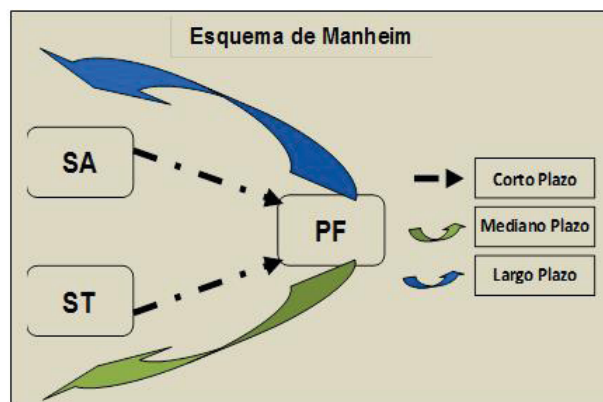 Esquema de Manheim
SA
ST
PF
Corto Plazo
Mediano Plazo
Largo Plazo